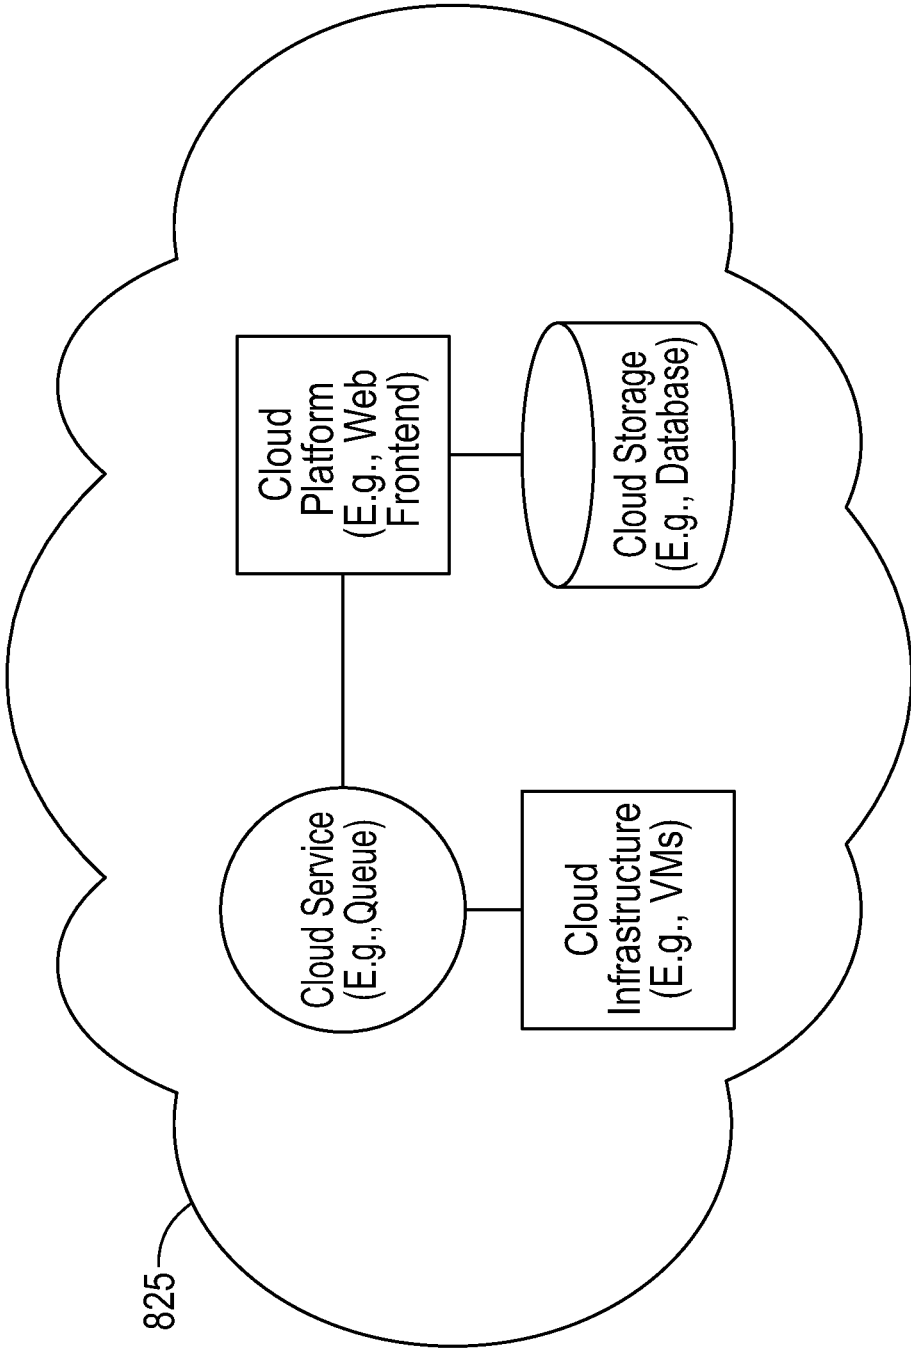 825
Cloud Service
(E.g.,Queue)
Cloud
Platform
(E.g., Web
Frontend)
Cloud
Infrastructure
(E.g., VMs)
Cloud Storage
(E.g., Database)